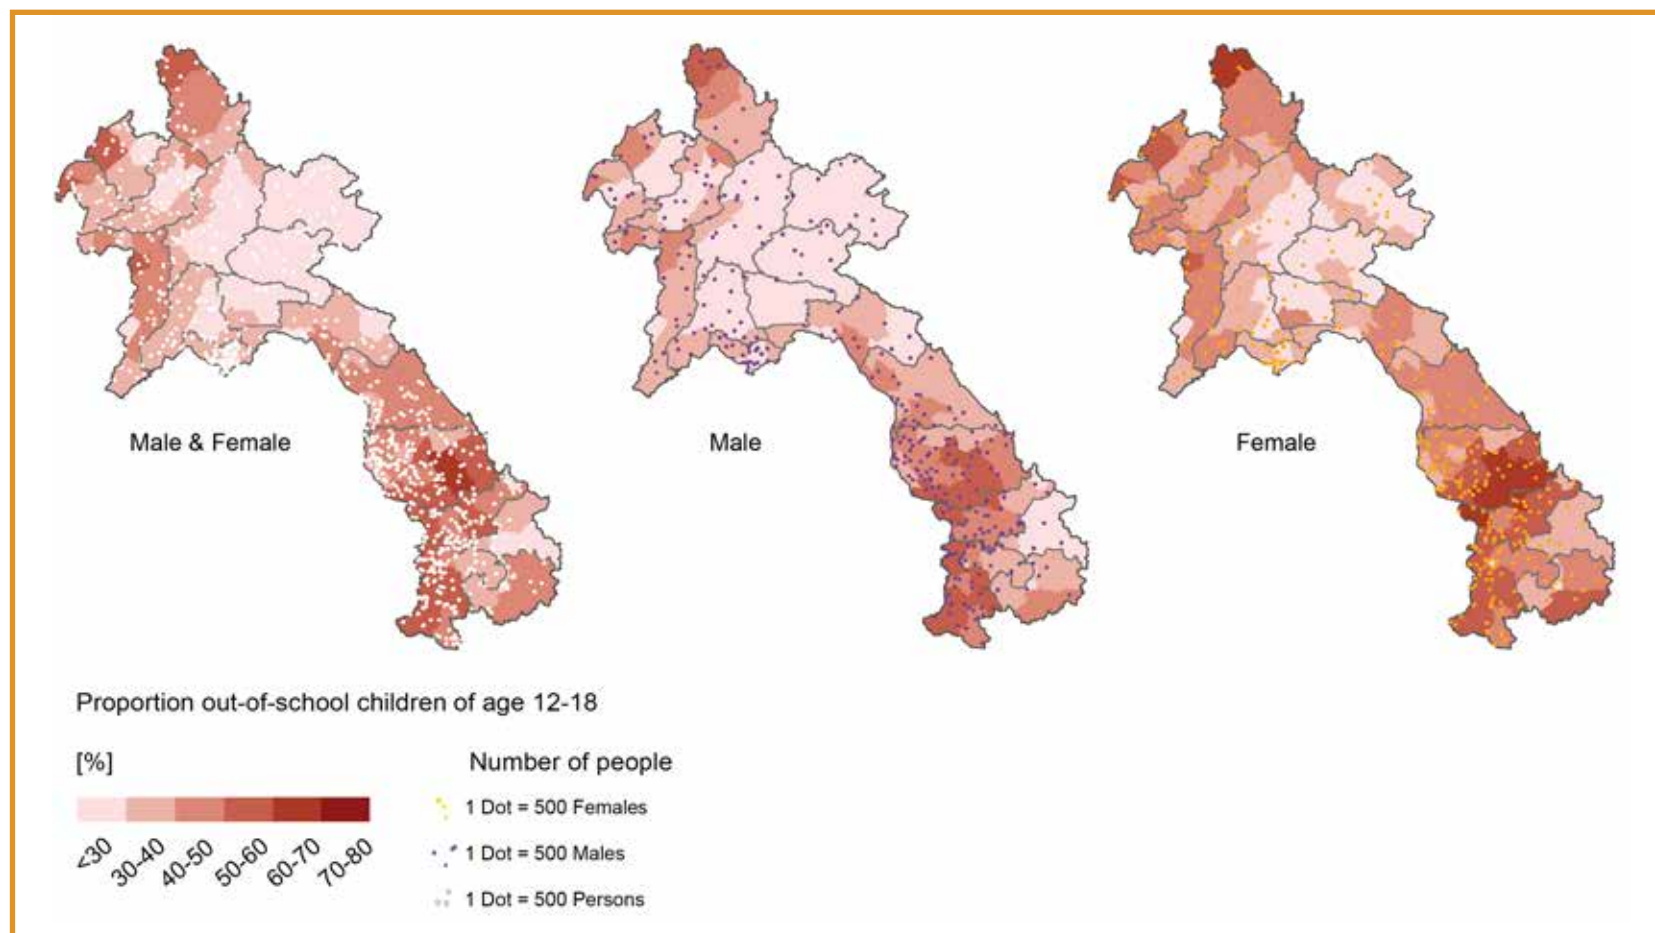 Male & Female
Male
Female
Proportion out-of-school children of age 12-18
[%]
Number of people
<30
30-40
40-50
50-60
60-70
70-80
1 Dot = 500 Females
1 Dot = 500 Males
1 Dot = 500 Persons